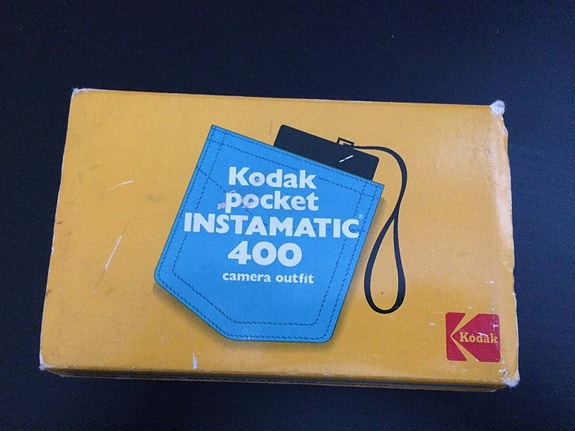 Kodak
pocket
INSTAMATIC®
400
camera outfit
Kodak